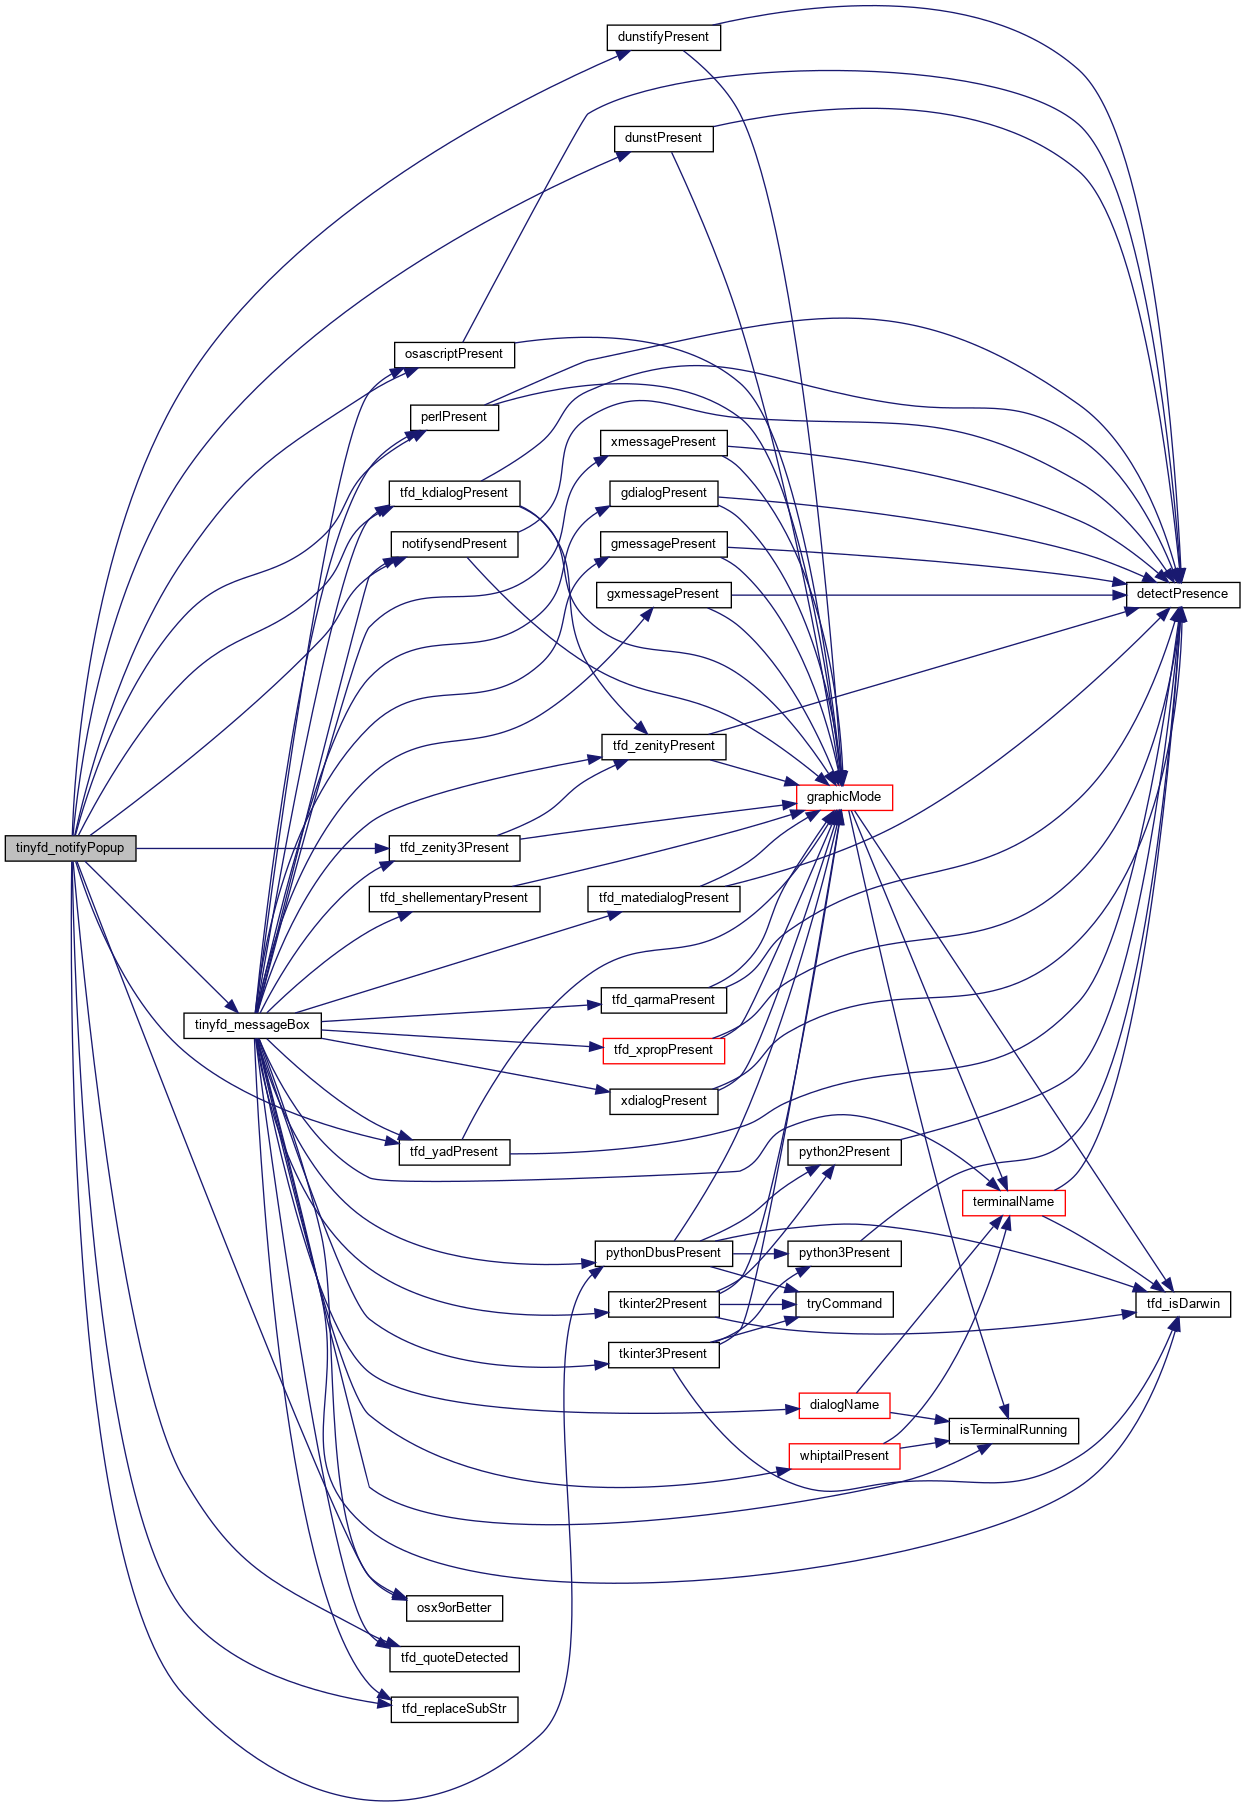 dunstifyPresent
dunstPresent
osascriptPresent
perlPresent
xmessagePresent
tfd_kdialogPresent
gdialogPresent
notifysendPresent
gmessagePresent
gxmessagePresent
detectPresence
tfd_zenityPresent
graphicMode
tinyfd_notifyPopup
tfd_zenity3Present
tfd_shellementaryPresent
tfd_matedialogPresent
tfd_qarmaPresent
tinyfd_messageBox
tfd_xpropPresent
xdialogPresent
tfd_yadPresent
python2Present
terminalName
pythonDbusPresent
python3Present
tkinter2Present
tryCommand
tfd_isDarwin
tkinter3Present
dialogName
isTerminalRunning
whiptailPresent
osx9orBetter
tfd_quoteDetected
tfd_replaceSubStr